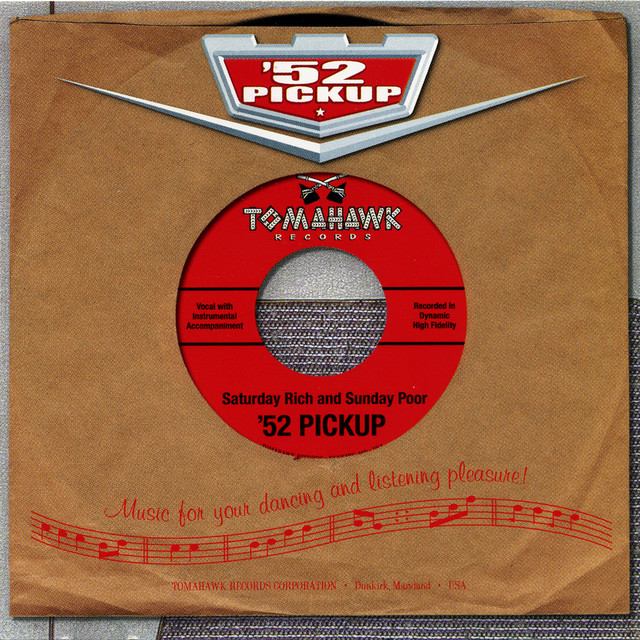 '52
PICKUP
TOMAHAWK
RECORDS
Vocal with
Instrumental
Accompaniment
Recorded in
Dynamic
High Fidelity
Saturday Rich and Sunday Poor
'52 PICKUP
Music for your dancing and listening pleasure!
TOMAHAWK RECORDS CORPORATION • Dunkirk, Maryland • USA